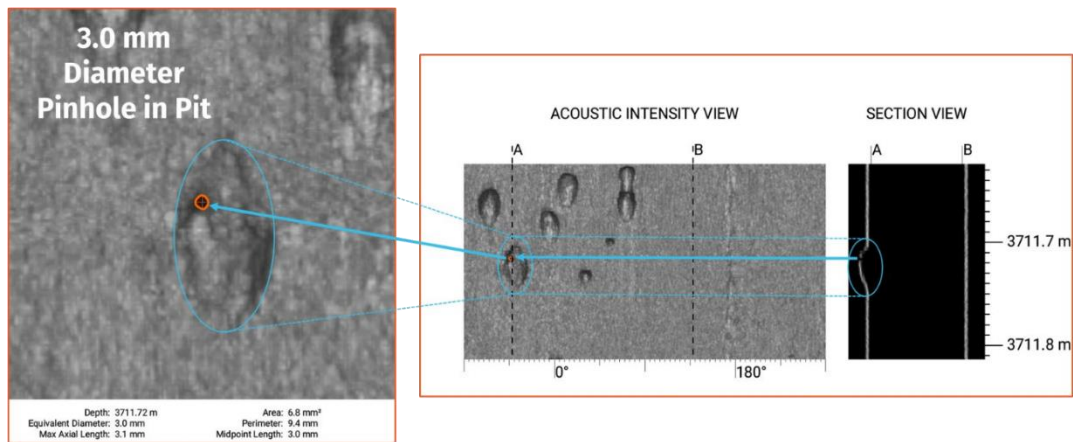 3.0 mm
Diameter
Pinhole in Pit
Depth: 3711.72 m
Equivalent Diameter: 3.0 mm
Max Axial Length: 3.1 mm
Area: 6.8 mm²
Perimeter: 9.4 mm
Midpoint Length: 3.0 mm
ACOUSTIC INTENSITY VIEW
SECTION VIEW
A
B
A
B
3711.7 m
3711.8 m
0°
180°